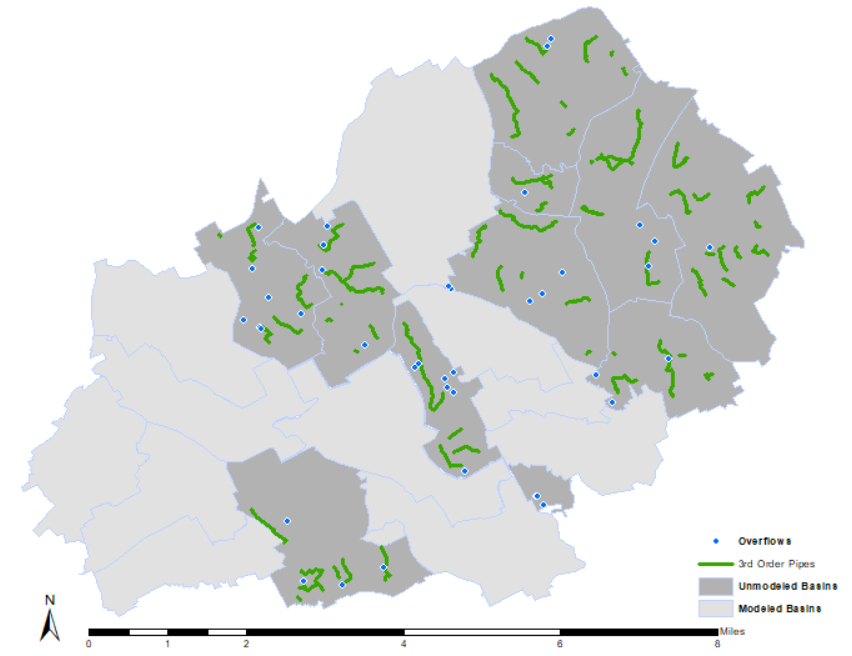 Overflows
3rd Order Pipes
Unmodeled Basins
Modeled Basins
N
Miles
0 1 2 4 6 8